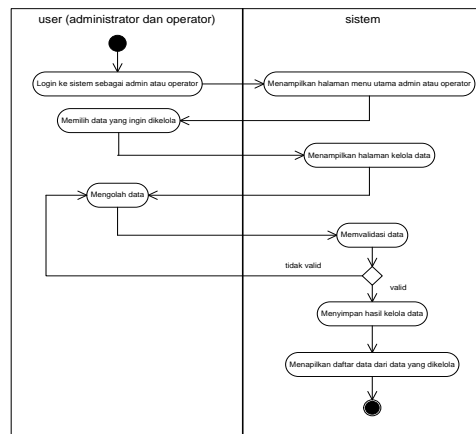 user (administrator dan operator)
sistem
Login ke sistem sebagai admin atau operator
Menampilkan halaman menu utama admin atau operator
Memilih data yang ingin dikelola
Menampilkan halaman kelola data
Mengolah data
Memvalidasi data
tidak valid
valid
Menyimpan hasil kelola data
Menapilkan daftar data dari data yang dikelola